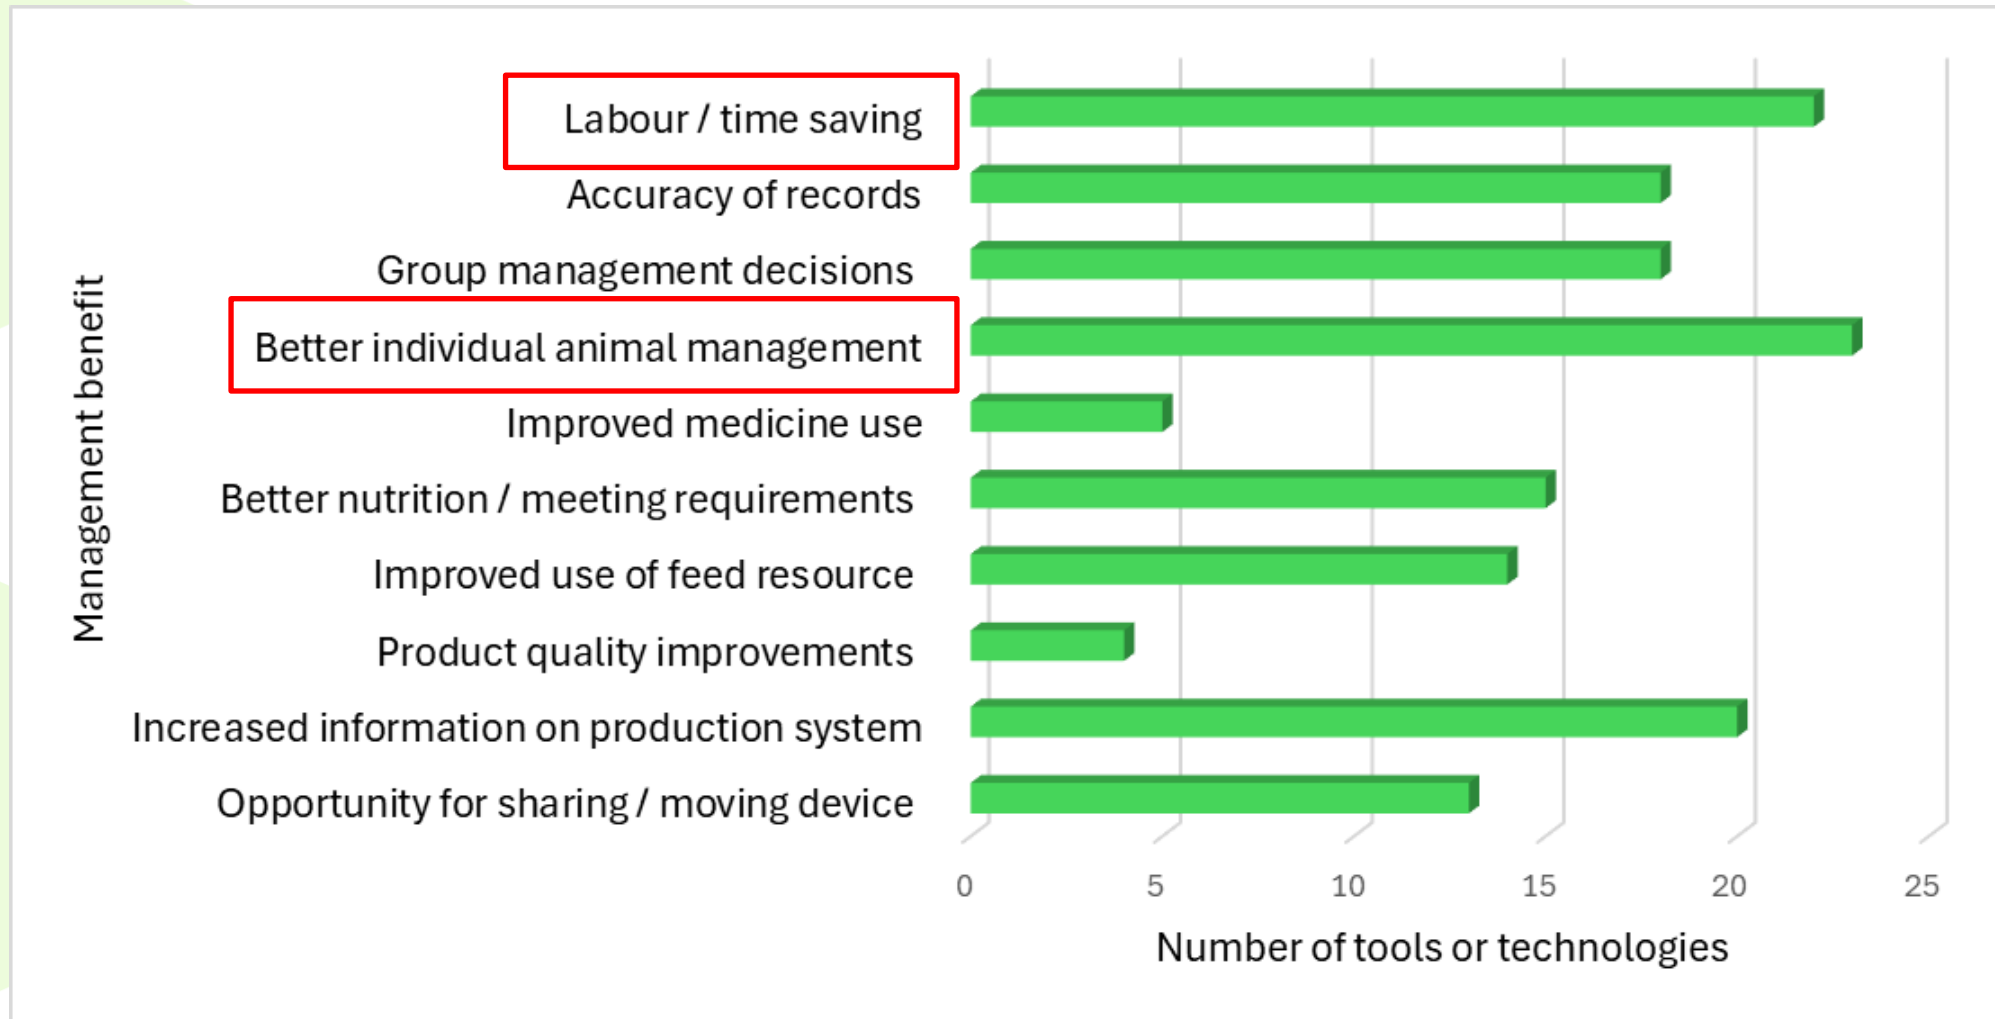 Labour / time saving
Accuracy of records
Group management decisions
Better individual animal management
Improved medicine use
Better nutrition / meeting requirements
Improved use of feed resource
Product quality improvements
Increased information on production system
Opportunity for sharing / moving device
Management benefit
0 5 10 15 20 25
Number of tools or technologies